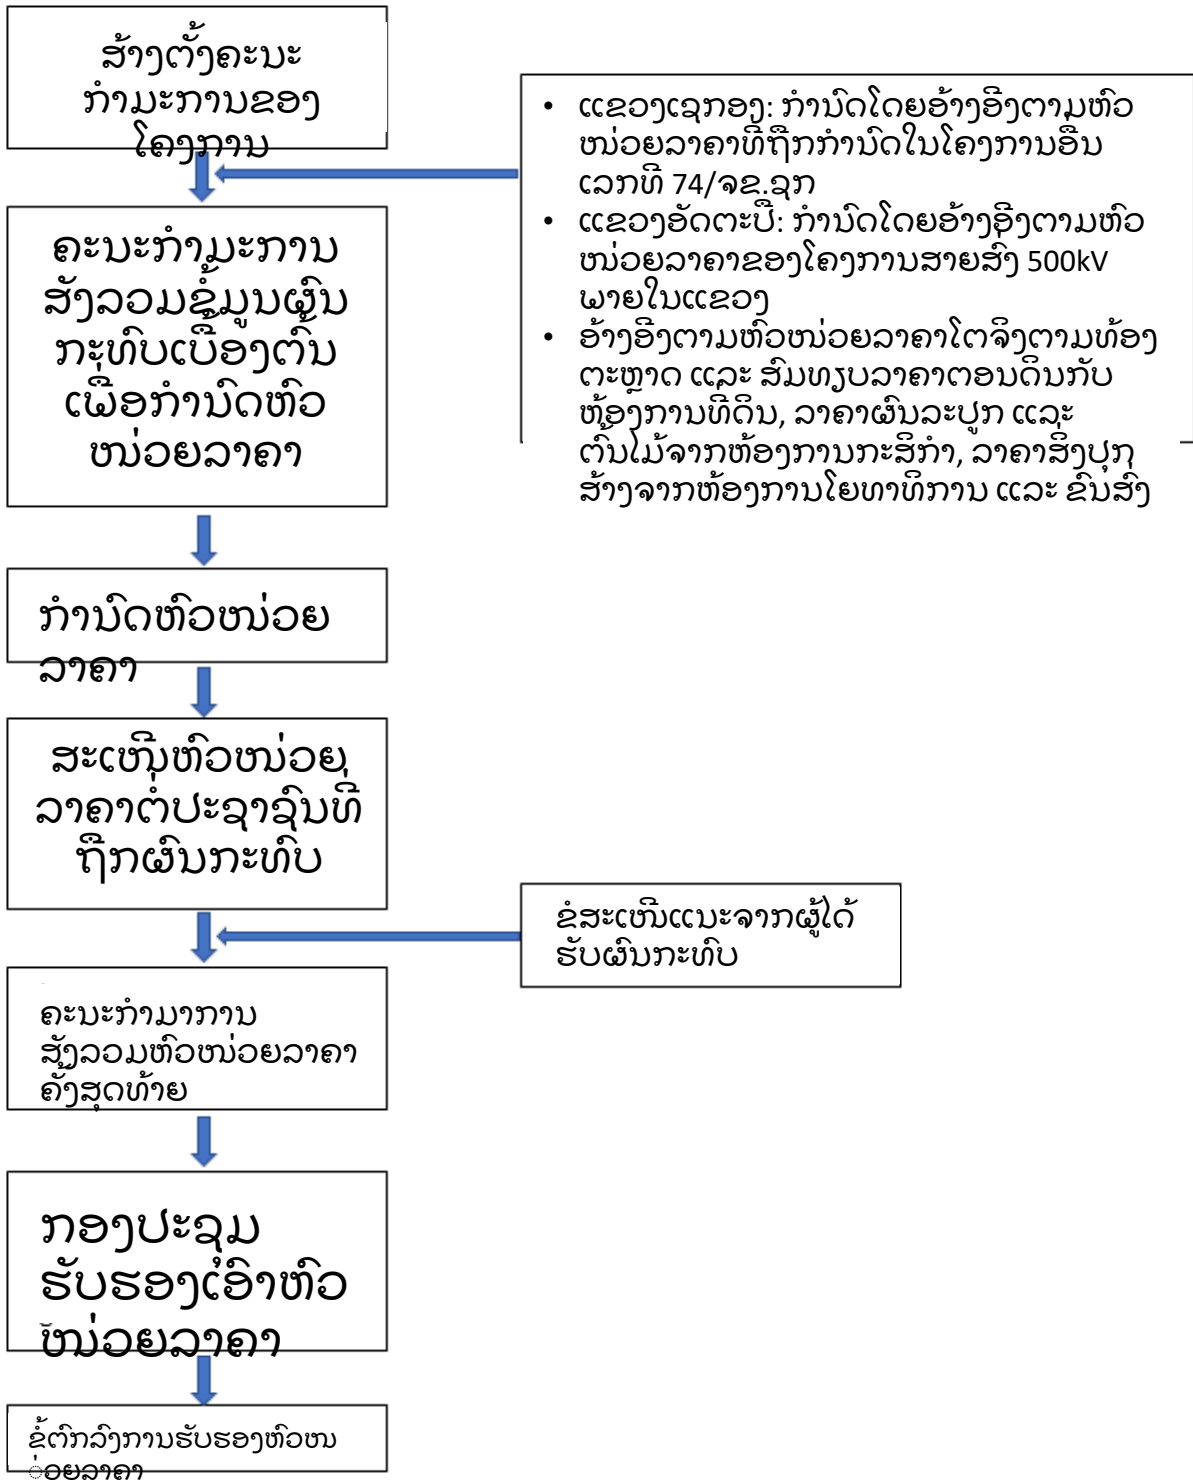 ສ້າງຕັ້ງຄະນະ
ກຳມະການຂອງ
ໂຄງການ
ແຂວງເຊກອງ: ກຳນົດໂດຍອ້າງອີງຕາມຫົວ
ໜ່ວຍລາຄາທີ່ຖືກກຳນົດໃນໂຄງການອື່ນ
ເລກທີ 74/ຈຂ.ຊກ
ແຂວງອັດຕະປື: ກຳນົດໂດຍອ້າງອີງຕາມຫົວ
ໜ່ວຍລາຄາຂອງໂຄງການສາຍສົ່ງ 500kV
ພາຍໃນແຂວງ
ອ້າງອີງຕາມຫົວໜ່ວຍລາຄາໂຕຈິງຕາມທ້ອງ
ຕະຫຼາດ ແລະ ສົມທຽບລາຄາຕອນດິນກັບ
ຫ້ອງການທີ່ດິນ, ລາຄາຜົນລະປູກ ແລະ
ຕົ້ນໄມ້ຈາກຫ້ອງການກະສິກຳ, ລາຄາສິ່ງປຸກ
ສ້າງຈາກຫ້ອງການໂຍທາທິການ ແລະ ຂົນສົ່ງ
ຄະນະກຳມະການ
ສັງລວມຂໍ້ມູນຜົນ
ກະທົບເບື້ອງຕົ້ນ
ເພື່ອກຳນົດຫົວ
ໜ່ວຍລາຄາ
ກຳນົດຫົວໜ່ວຍ
ລາຄາ
ສະເໜີຫົວໜ່ວຍ
ລາຄາຕໍ່ປະຊາຊົນທີ່
ຖືກຜົນກະທົບ
ຂໍສະເໜີແນະຈາກຜູ້ໄດ້
ຮັບຜົນກະທົບ
ຄະນະກຳມາການ
ສັງລວມຫົວໜ່ວຍລາຄາ
ຄັ້ງສຸດທ້າຍ
ກອງປະຊຸມ
ຮັບຮອງເອົາຫົວ
ໜ່ວຍລາຄາ
ຂໍ້ຕົກລົງການຮັບຮອງຫົວໜ
່ວຍລາຄາ